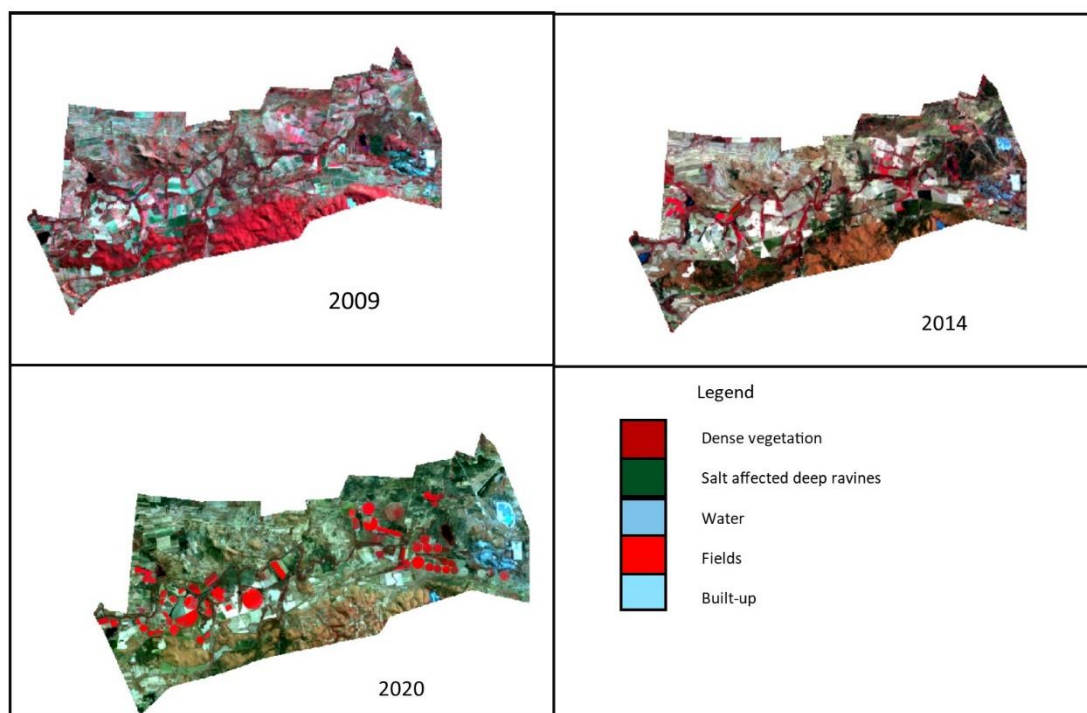 2009
2014
2020
Legend
Dense vegetation
Salt affected deep ravines
Water
Fields
Built-up